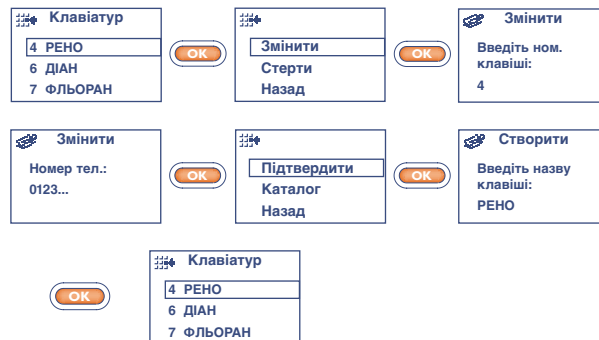 Клавіатур
4 РЕНО
6 ДІАН
7 ФЛЬОРАН
OK
Змінити
Стерти
Назад
OK
Змінити
Введіть ном.
клавіші:
4
Змінити
Номер тел.:
0123...
OK
Підтвердити
Каталог
Назад
OK
Створити
Введіть назву
клавіші:
РЕНО
OK
Клавіатур
4 РЕНО
6 ДІАН
7 ФЛЬОРАН